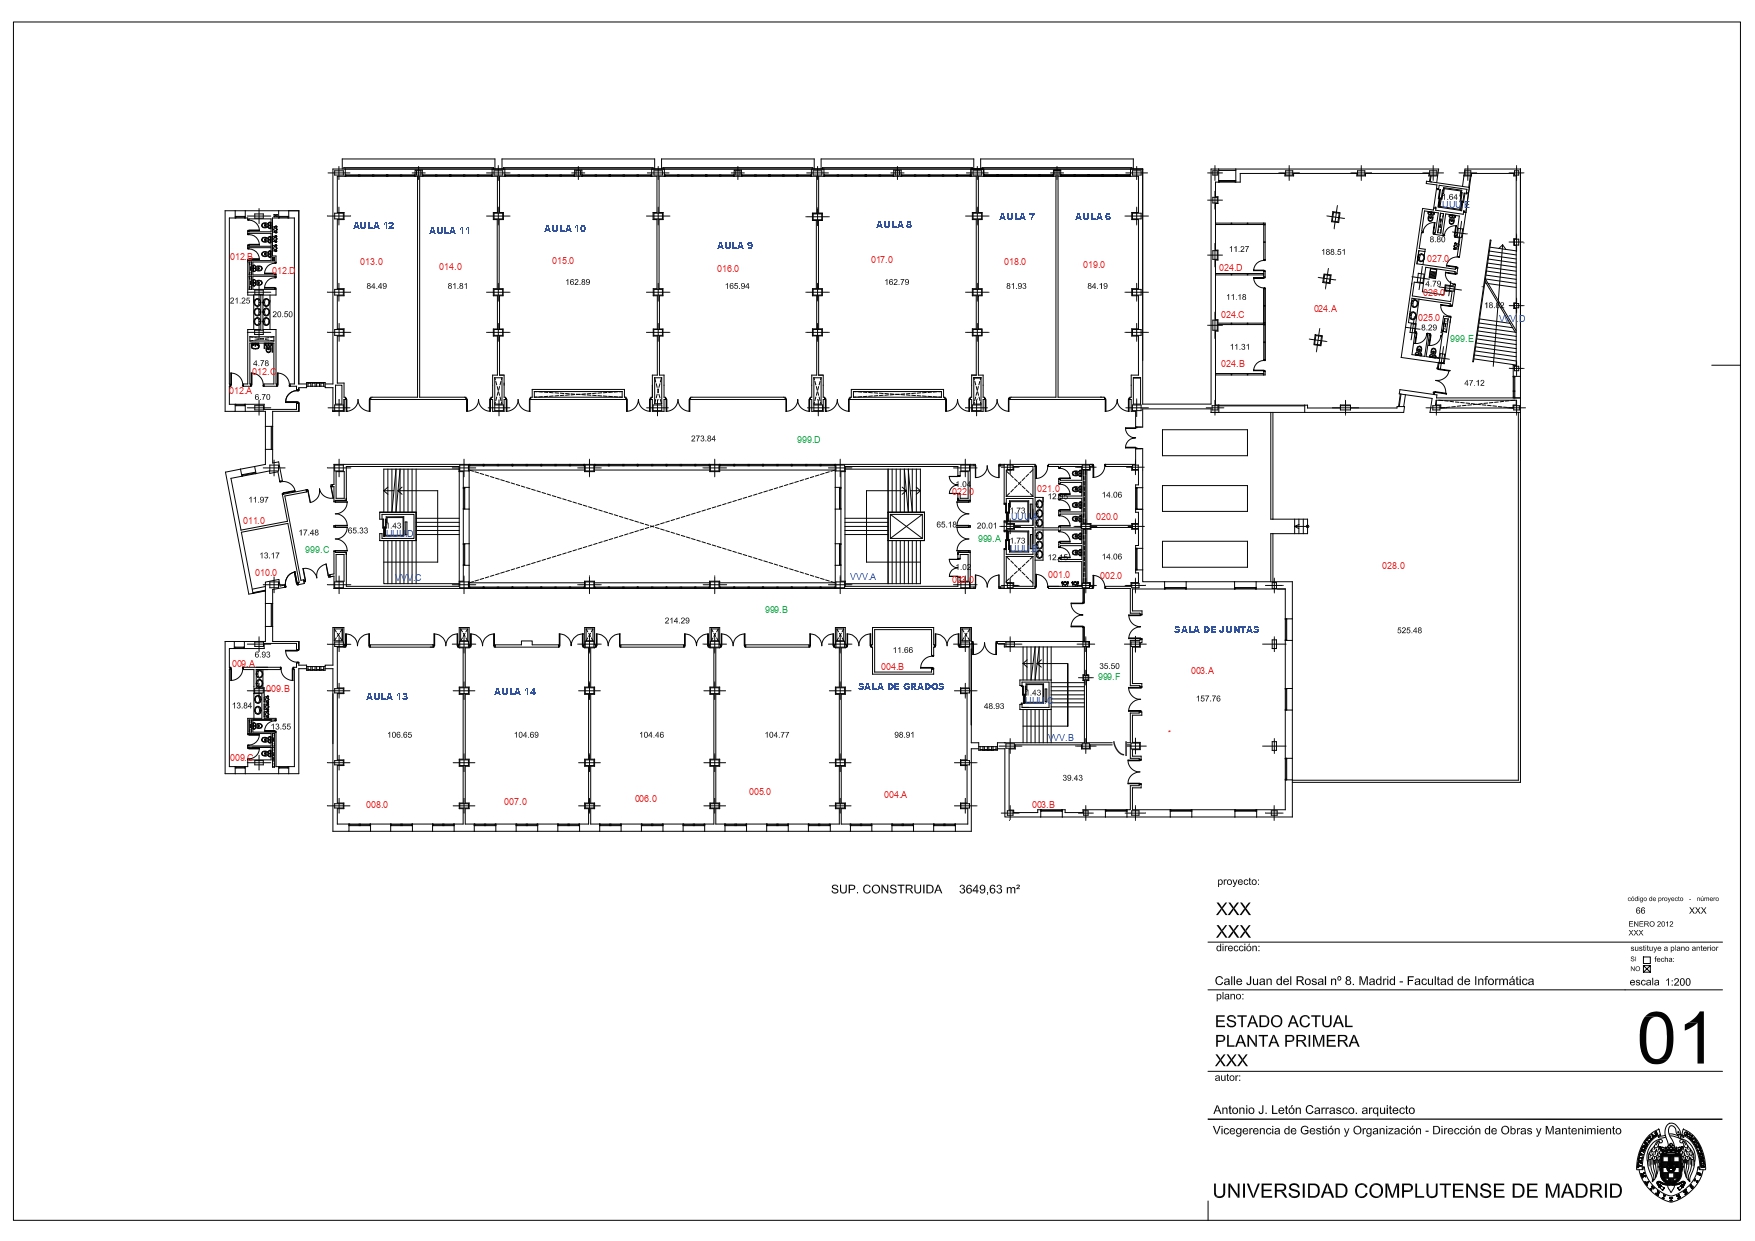 AULA 12
AULA 11
AULA 10
AULA 9
AULA 8
AULA 7
AULA 6
013.0
014.0
015.0
016.0
017.0
018.0
019.0
84.49
81.81
162.89
165.94
162.79
81.93
84.19
012.B
012.D
21.25
20.50
4.78
012.C
012.A
6.70
1.64
8.80
027.0
4.79
026.0
025.0
8.29
18.82
VVV.D
999.E
47.12
188.51
024.A
11.27
024.D
11.18
024.C
11.31
024.B
273.84
999.D
11.97
011.0
13.17
010.0
17.48
999.C
65.33
1.43
VVV.C
VVV.A
65.18
1.04
022.0
1.02
20.01
999.A
1.73
1.73
021.0
001.0
14.06
020.0
14.06
002.0
028.0
525.48
214.29
999.B
6.93
009.A
009.B
13.84
13.55
009.C
AULA 13
AULA 14
SALA DE GRADOS
11.66
004.B
106.65
104.69
104.46
104.77
98.91
008.0
007.0
006.0
005.0
004.A
48.93
1.43
VVV.B
35.50
999.F
39.43
003.B
SALA DE JUNTAS
003.A
157.76
SUP. CONSTRUIDA 3649,63 m²
proyecto:
XXX
XXX
código de proyecto - número
66 XXX
ENERO 2012
XXX
dirección:
Calle Juan del Rosal nº 8. Madrid - Facultad de Informática
sustituye a plano anterior
SI fecha:
NO
escala 1:200
plano:
ESTADO ACTUAL
PLANTA PRIMERA
XXX
01
autor:
Antonio J. Letón Carrasco. arquitecto
Vicegerencia de Gestión y Organización - Dirección de Obras y Mantenimiento
UNIVERSIDAD COMPLUTENSE DE MADRID